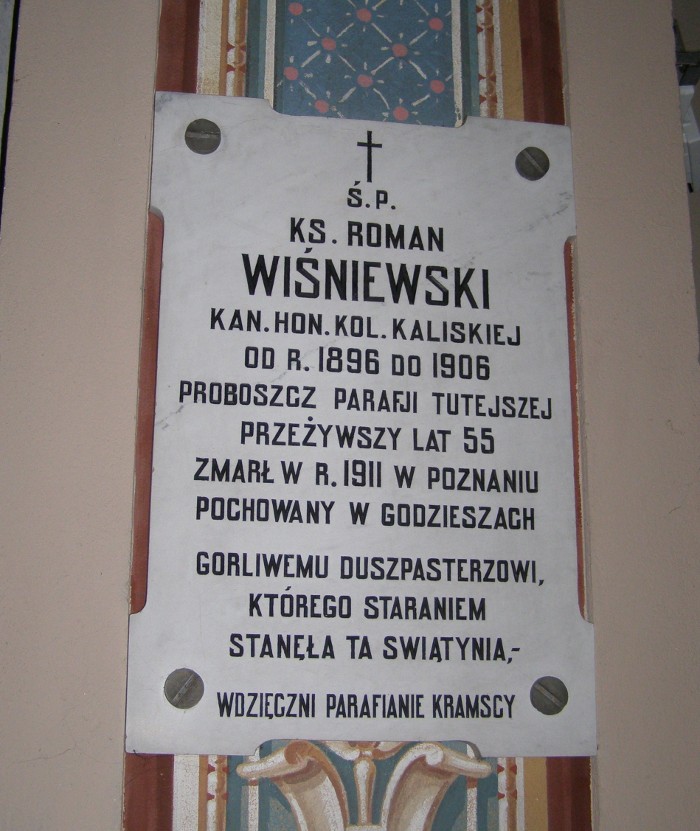 Ś.P.
KS. ROMAN
WIŚNIEWSKI
KAN. HON. KOL. KALISKIEJ
OD R. 1896 DO 1906
PROBOSZCZ PARAFJI TUTEJSZEJ
PRZEŻYWSZY LAT 55
ZMARŁ W R. 1911 W POZNANIU
POCHOWANY W GODZIESZACH
GORLIWEMU DUSZPASTERZOWI,
KTÓREGO STARANIEM
STANĘŁA TA SWIĄTYNIA,-
WDZIĘCZNI PARAFIANIE KRAMSCY